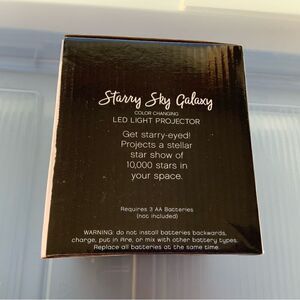 Starry Sky Galaxy
COLOR CHANGING
LED LIGHT PROJECTOR
Get starry-eyed!
Projects a stellar
star show of
10,000 stars in
your space.
Requires 3 AA Batteries
(not included)
WARNING: do not install batteries backwards,
charge, put in fire, or mix with other battery types.
Replace all batteries at the same time.